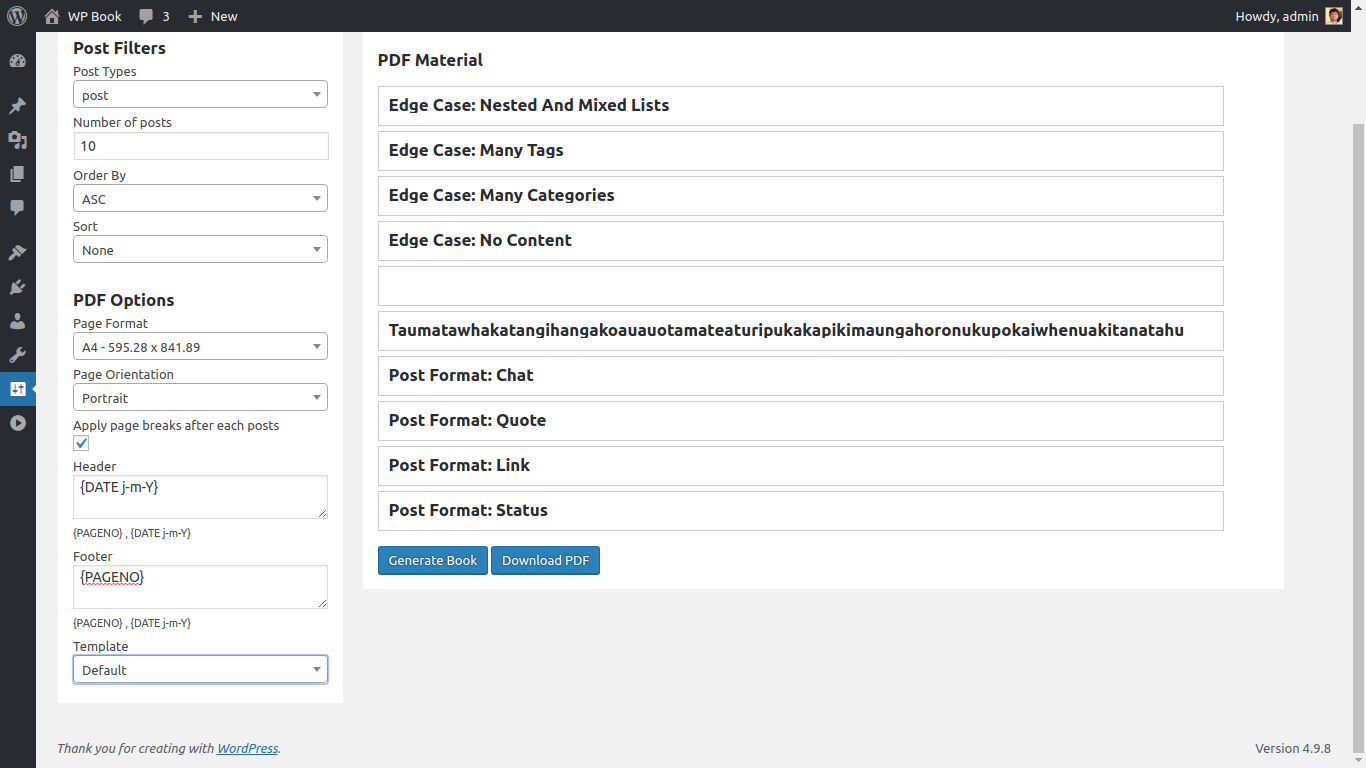 WP Book
3
New
Howdy, admin
Post Filters
Post Types
post
Number of posts
10
Order By
ASC
Sort
None
PDF Options
Page Format
A4 - 595.28 x 841.89
Page Orientation
Portrait
Apply page breaks after each posts
Header
{DATE j-m-Y}
{PAGENO} , {DATE j-m-Y}
Footer
{PAGENO}
{PAGENO} , {DATE j-m-Y}
Template
Default
PDF Material
Edge Case: Nested And Mixed Lists
Edge Case: Many Tags
Edge Case: Many Categories
Edge Case: No Content
Taumatawhakatangihangakoauauotamateaturipukakapikimaungahoronukupokaiwhenuakitanatahu
Post Format: Chat
Post Format: Quote
Post Format: Link
Post Format: Status
Generate Book
Download PDF
Thank you for creating with WordPress.
Version 4.9.8